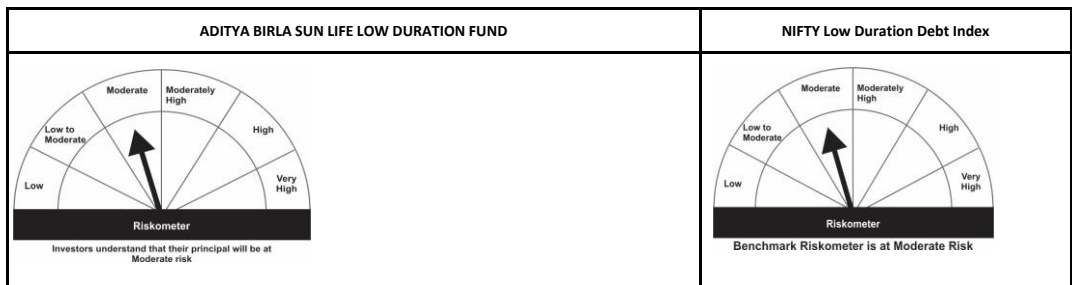 ADITYA BIRLA SUN LIFE LOW DURATION FUND
NIFTY Low Duration Debt Index
Moderate
Moderately
High
Low to
Moderate
High
Low
Very
High
Riskometer
Investors understand that their principal will be at
Moderate risk
Moderate
Moderately
High
Low to
Moderate
High
Low
Very
High
Riskometer
Benchmark Riskometer is at Moderate Risk